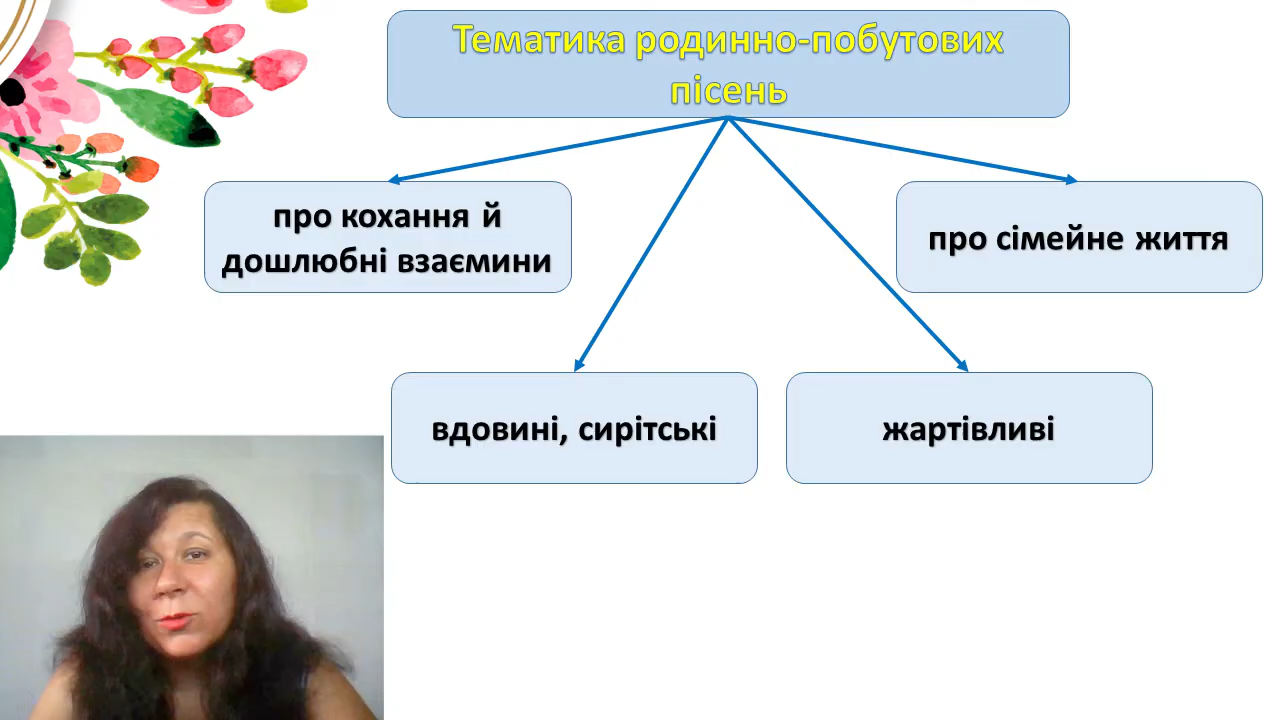 Тематика родинно-побутових
пісень
про кохання й
дошлюбні взаємини
про сімейне життя
вдовині, сирітські
жартівливі